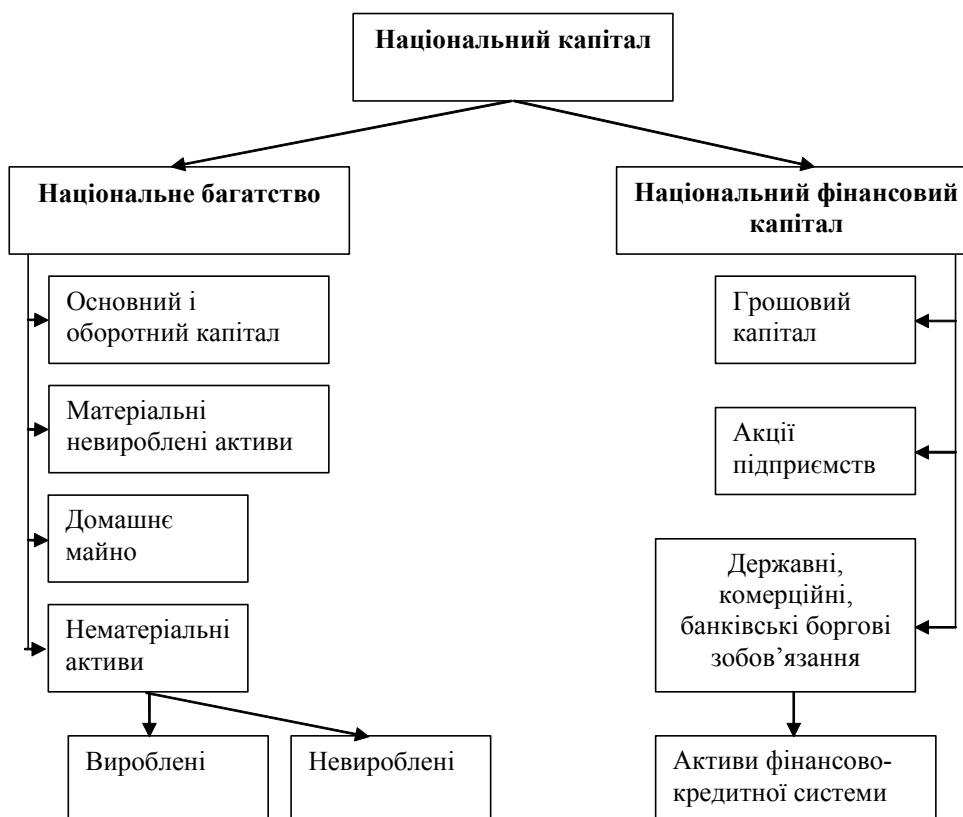 Національний капітал
Національне багатство
Національний фінансовий
капітал
Основний і
оборотний капітал
Матеріальні
невироблені активи
Домашнє
майно
Нематеріальні
активи
Вироблені
Невироблені
Грошовий
капітал
Акції
підприємств
Державні,
комерційні,
банківські боргові
зобов’язання
Активи фінансово-
кредитної системи